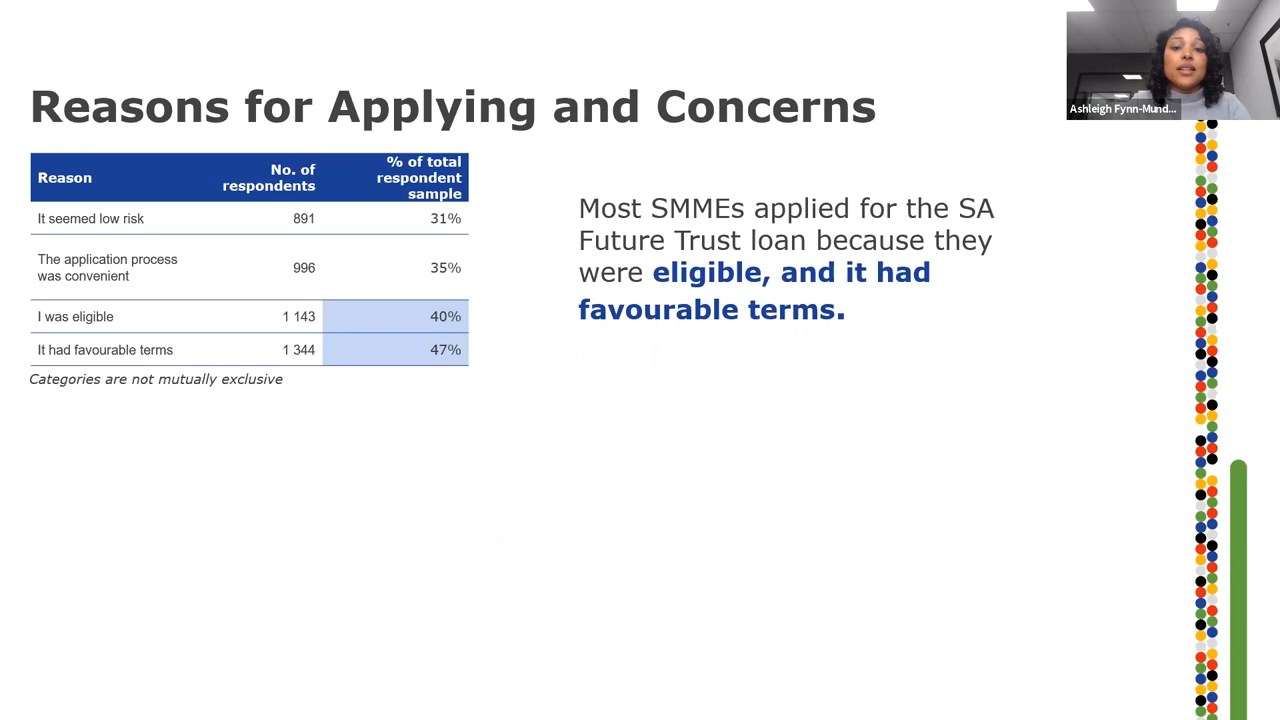 Ashleigh Fynn-Mund...
Reasons for Applying and Concerns
Reason
No. of
respondents
% of total
respondent
sample
It seemed low risk 891 31%
The application process
was convenient
996 35%
I was eligible 1 143 40%
It had favourable terms 1 344 47%
Categories are not mutually exclusive
Most SMMEs applied for the SA
Future Trust loan because they
were eligible, and it had
favourable terms.